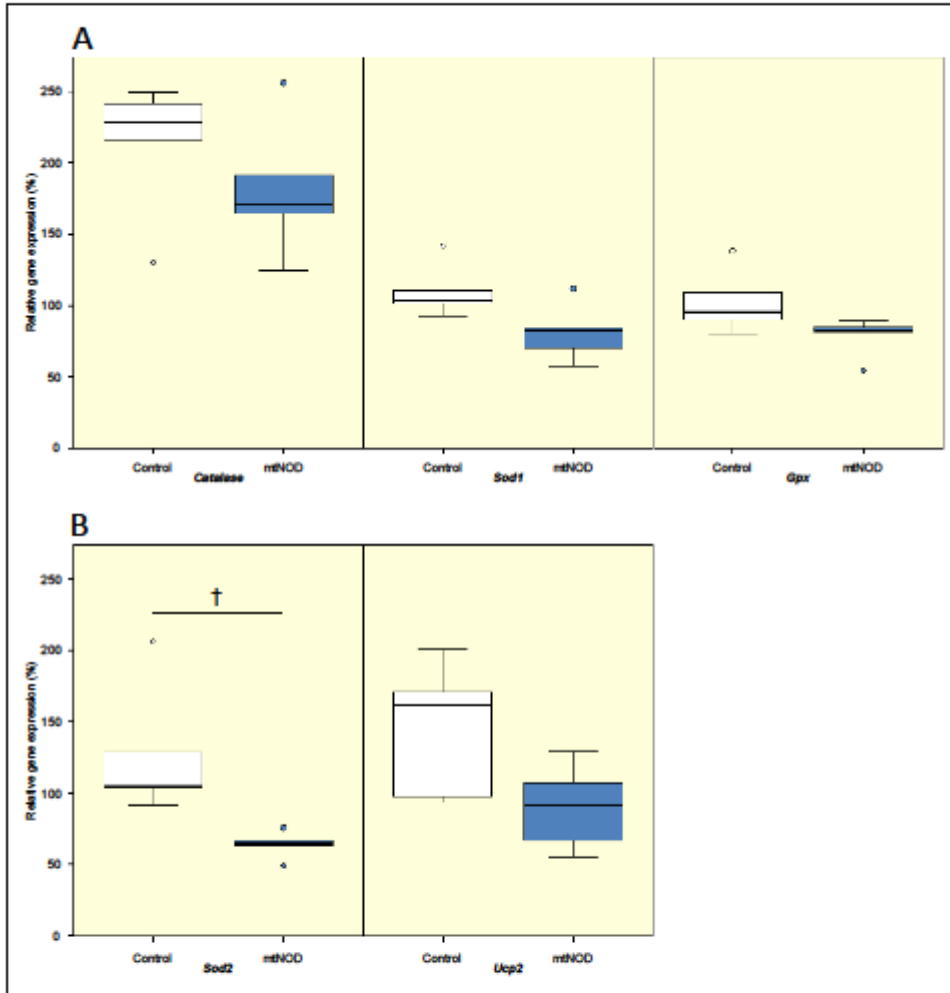 A
Relative gene expression (%)
250
200
150
100
50
0
Control mtNOD Control mtNOD Control mtNOD
Catalase Sod1 Gpx
B
Relative gene expression (%)
250
†
200
150
100
50
0
Control mtNOD Control mtNOD
Sod2 Ucp2